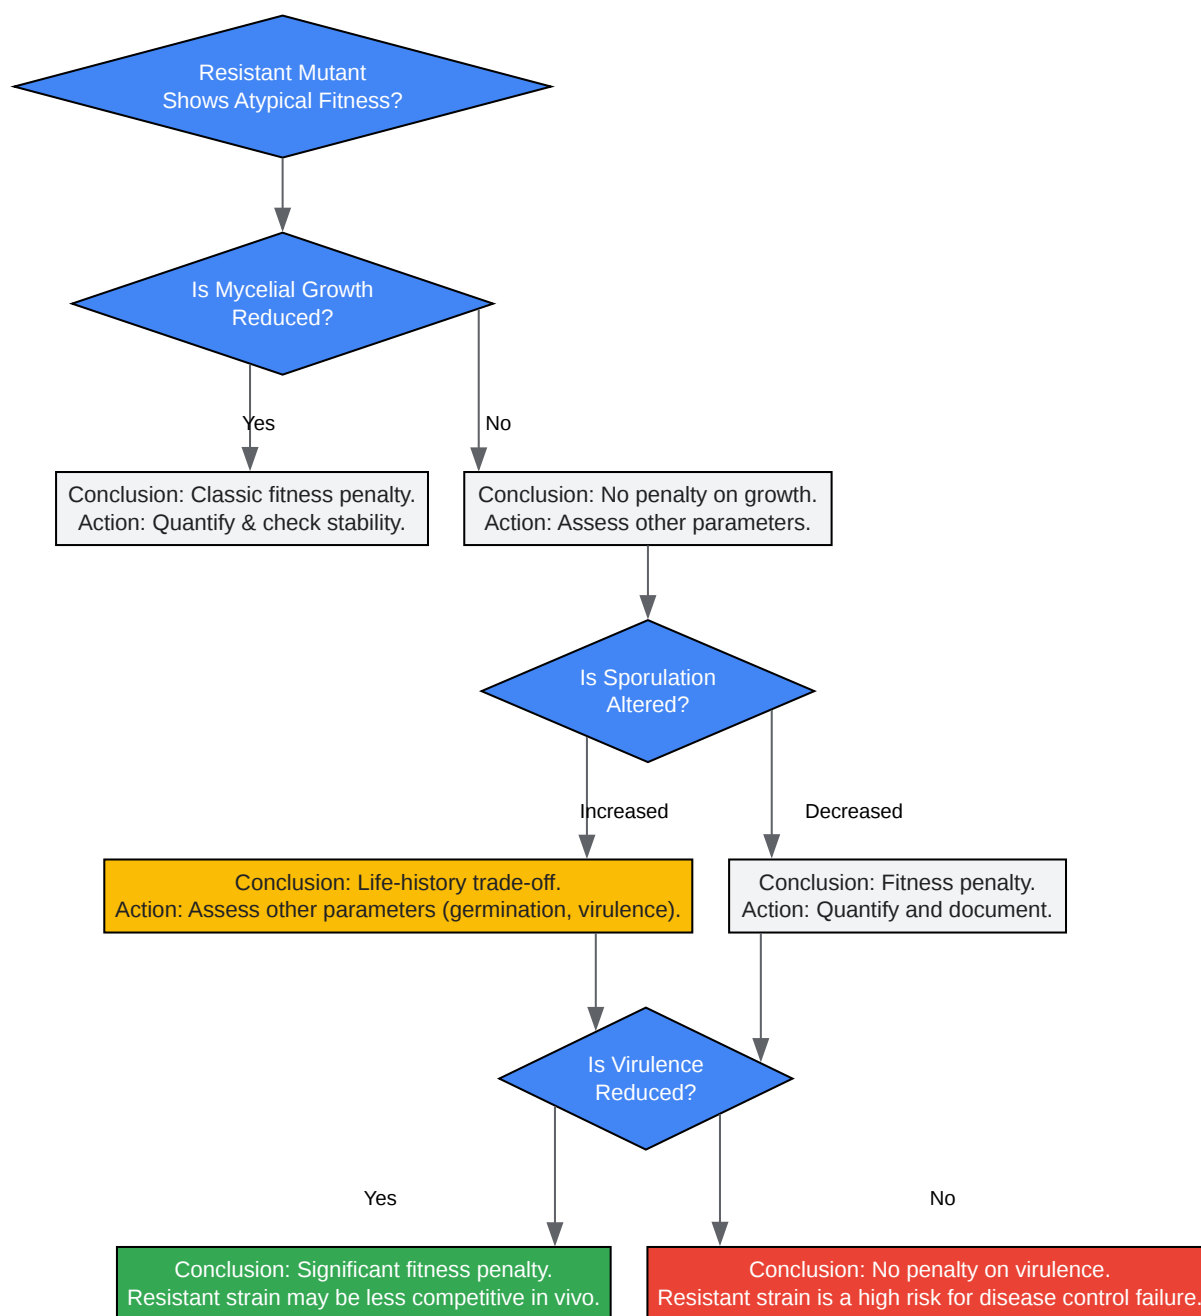 Resistant Mutant
Shows Atypical Fitness?
Is Mycelial Growth
Reduced?
Yes
No
Conclusion: Classic fitness penalty.
Action: Quantify & check stability.
Conclusion: No penalty on growth.
Action: Assess other parameters.
Is Sporulation
Altered?
Increased
Decreased
Conclusion: Life-history trade-off.
Action: Assess other parameters (germination, virulence).
Conclusion: Fitness penalty.
Action: Quantify and document.
Is Virulence
Reduced?
Yes
No
Conclusion: Significant fitness penalty.
Resistant strain may be less competitive in vivo.
Conclusion: No penalty on virulence.
Resistant strain is a high risk for disease control failure